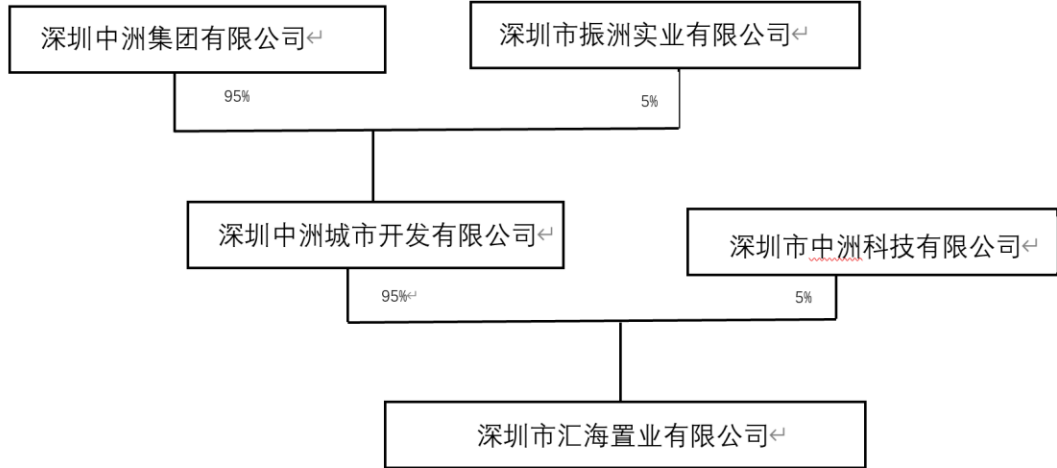 深圳中洲集团有限公司
深圳市振洲实业有限公司
95%
5%
深圳中洲城市开发有限公司
深圳市中洲科技有限公司
95%
5%
深圳市汇海置业有限公司